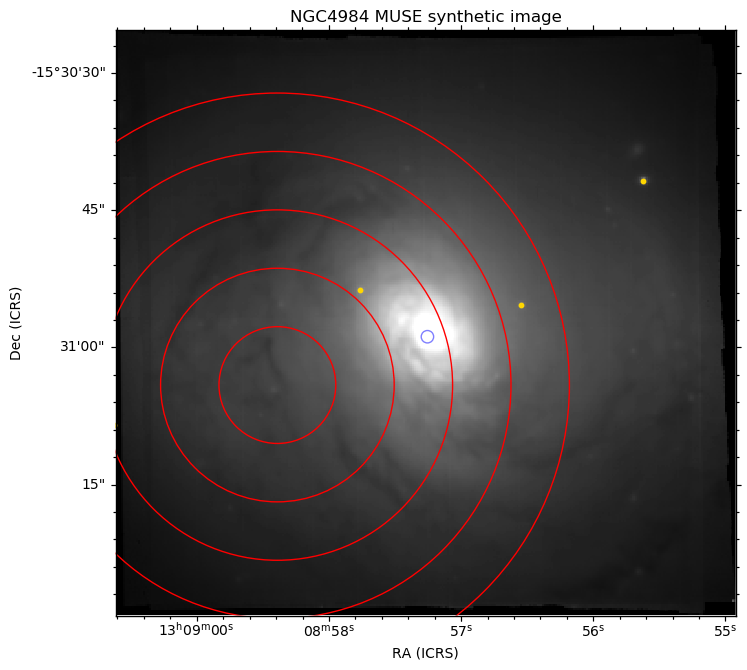 NGC4984 MUSE synthetic image
-15°30'30"
45"
31'00"
15"
Dec (ICRS)
13ʰ09ᵐ00ˢ
08ᵐ58ˢ
57ˢ
56ˢ
55ˢ
RA (ICRS)